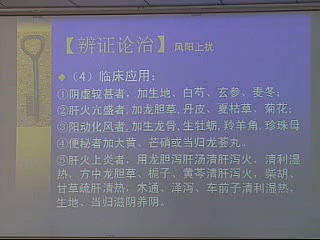 【辨证论治】 风阳上扰
◆（4）临床应用：
①阴虚较甚者，加生地、白芍、玄参、麦冬；
②肝火亢盛者，加龙胆草，丹皮、夏枯草、菊花；
③阳动化风者，加生龙骨，生牡蛎，羚羊角，珍珠母
④便秘者加大黄、芒硝或当归龙荟丸。
⑤肝火上炎者，用龙胆泻肝汤清肝泻火、清利湿
热，方中龙胆草、栀子、黄芩清肝泻火，柴胡、
甘草疏肝清热，木通、泽泻、车前子清利湿热，
生地、当归滋阴养阴。